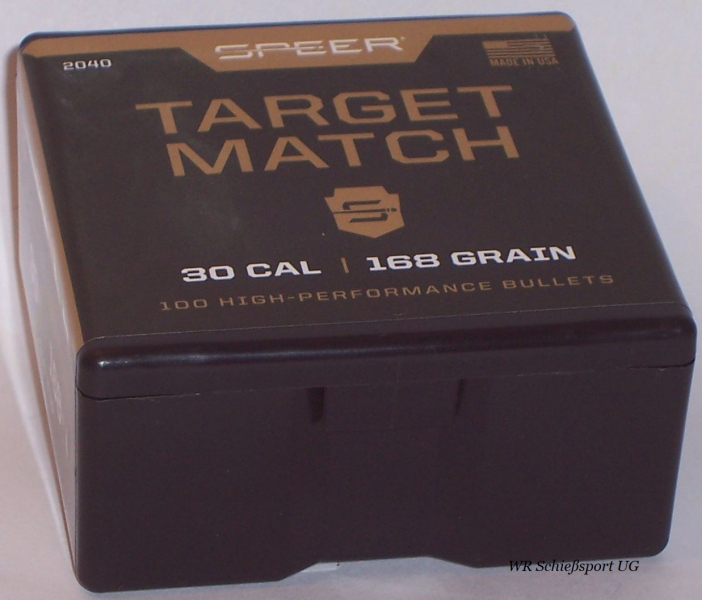 SPEER
2040
MADE IN USA
TARGET
MATCH
30 CAL | 168 GRAIN
100 HIGH-PERFORMANCE BULLETS
WR Schießsport UG